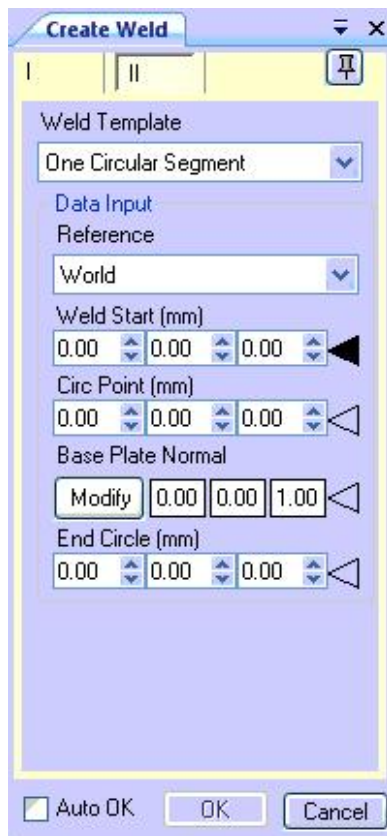 Create Weld
I II
Weld Template
One Circular Segment
Data Input
Reference
World
Weld Start (mm)
0.00 0.00 0.00
Circ Point (mm)
0.00 0.00 0.00
Base Plate Normal
Modify 0.00 0.00 1.00
End Circle (mm)
0.00 0.00 0.00
Auto OK OK Cancel